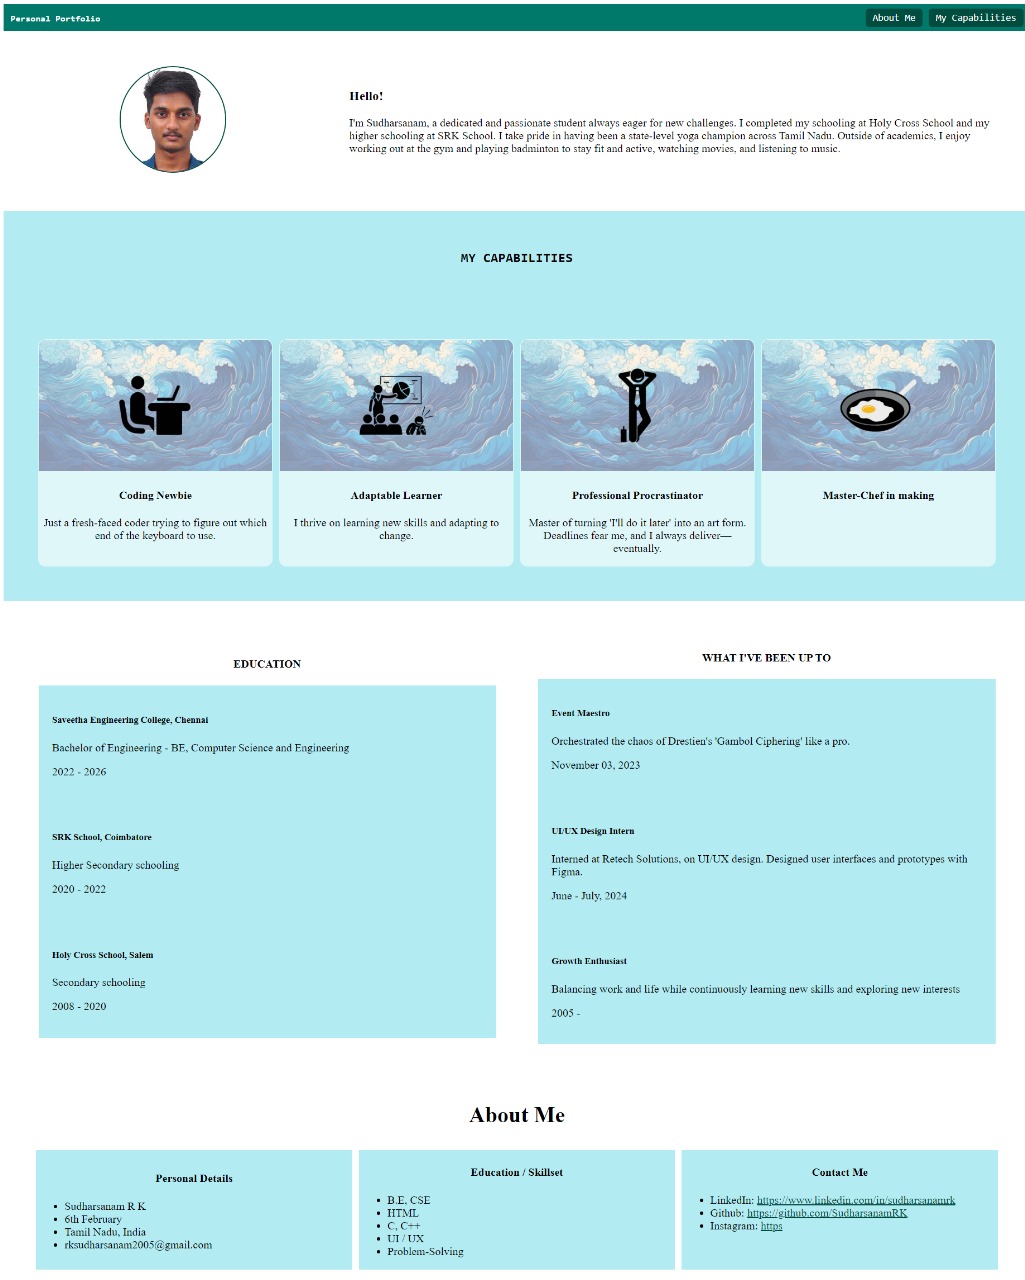 Personal Portfolio
About Me
My Capabilities
Hello!
I'm Sudharsanam, a dedicated and passionate student always eager for new challenges. I completed my schooling at Holy Cross School and my
higher schooling at SRK School. I take pride in having been a state-level yoga champion across Tamil Nadu. Outside of academics, I enjoy
working out at the gym and playing badminton to stay fit and active, watching movies, and listening to music.
MY CAPABILITIES
Coding Newbie
Just a fresh-faced coder trying to figure out which
end of the keyboard to use.
Adaptable Learner
I thrive on learning new skills and adapting to
change.
Professional Procrastinator
Master of turning 'I'll do it later' into an art form.
Deadlines fear me, and I always deliver—
eventually.
Master-Chef in making
EDUCATION
Saveetha Engineering College, Chennai
Bachelor of Engineering - BE, Computer Science and Engineering
2022 - 2026
SRK School, Coimbatore
Higher Secondary schooling
2020 - 2022
Holy Cross School, Salem
Secondary schooling
2008 - 2020
WHAT I'VE BEEN UP TO
Event Maestro
Orchestrated the chaos of Drestien's 'Gambol Ciphering' like a pro.
November 03, 2023
UI/UX Design Intern
Interned at Retech Solutions, on UI/UX design. Designed user interfaces and prototypes with
Figma.
June - July, 2024
Growth Enthusiast
Balancing work and life while continuously learning new skills and exploring new interests
2005 -
About Me
Personal Details
• Sudharsanam R K
• 6th February
• Tamil Nadu, India
• rksudharsanam2005@gmail.com
Education / Skillset
• B.E, CSE
• HTML
• C, C++
• UI / UX
• Problem-Solving
Contact Me
• LinkedIn: https://www.linkedin.com/in/sudharsanamrk
• Github: https://github.com/SudharsanamRK
• Instagram: https